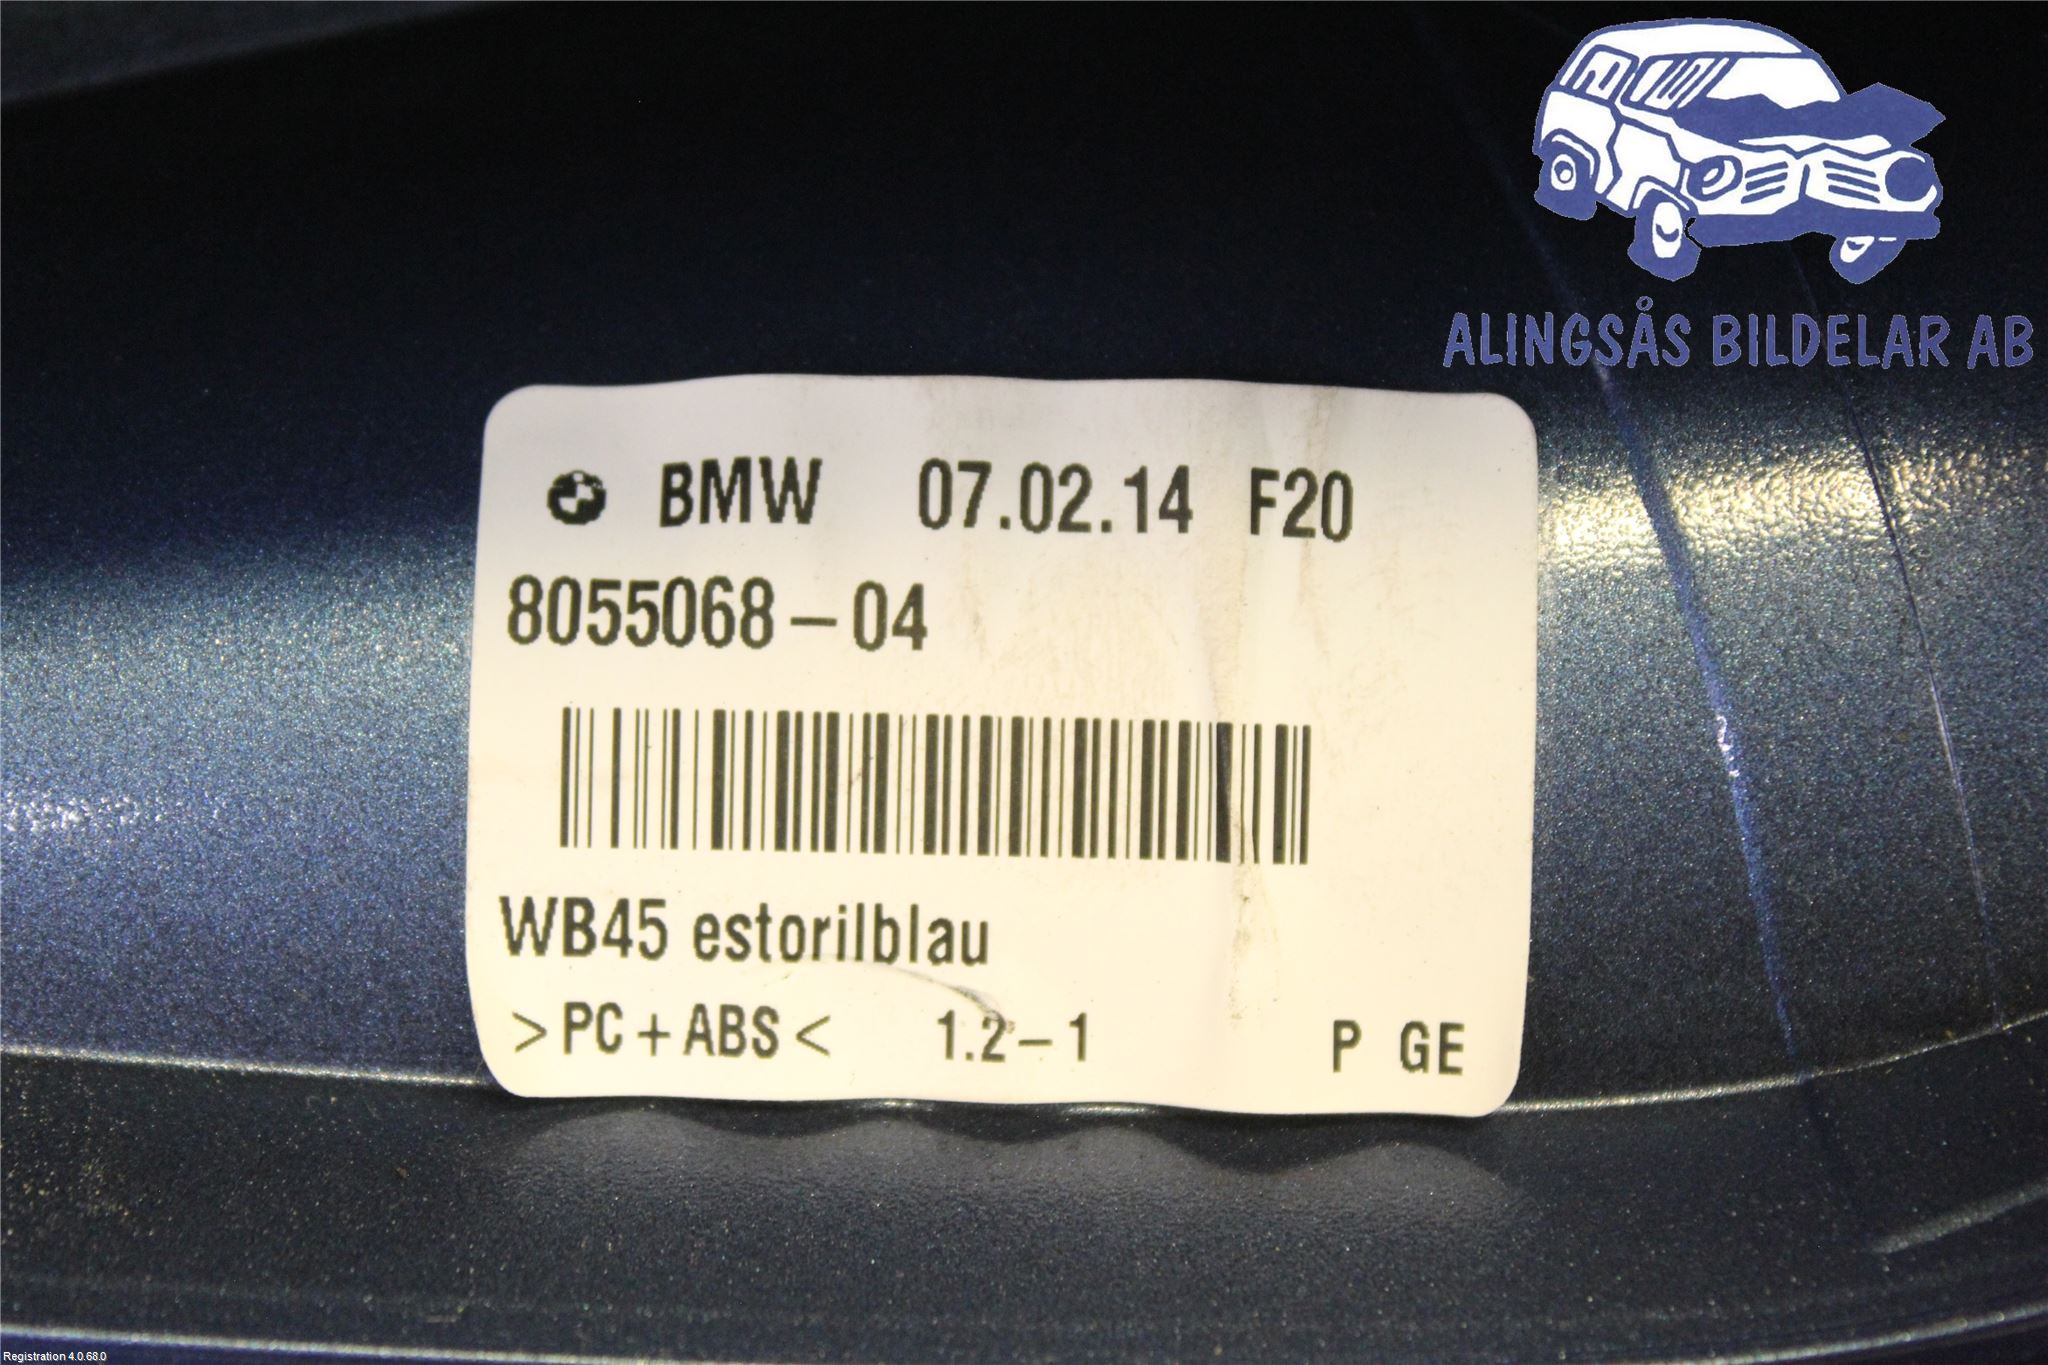 ALINGSÅS BILDELAR AB
BMW 07.02.14 F20
8055068-04
WB45 estorilblau
>PC+ABS< 1.2-1 P GE
Registration 4.0.68.0